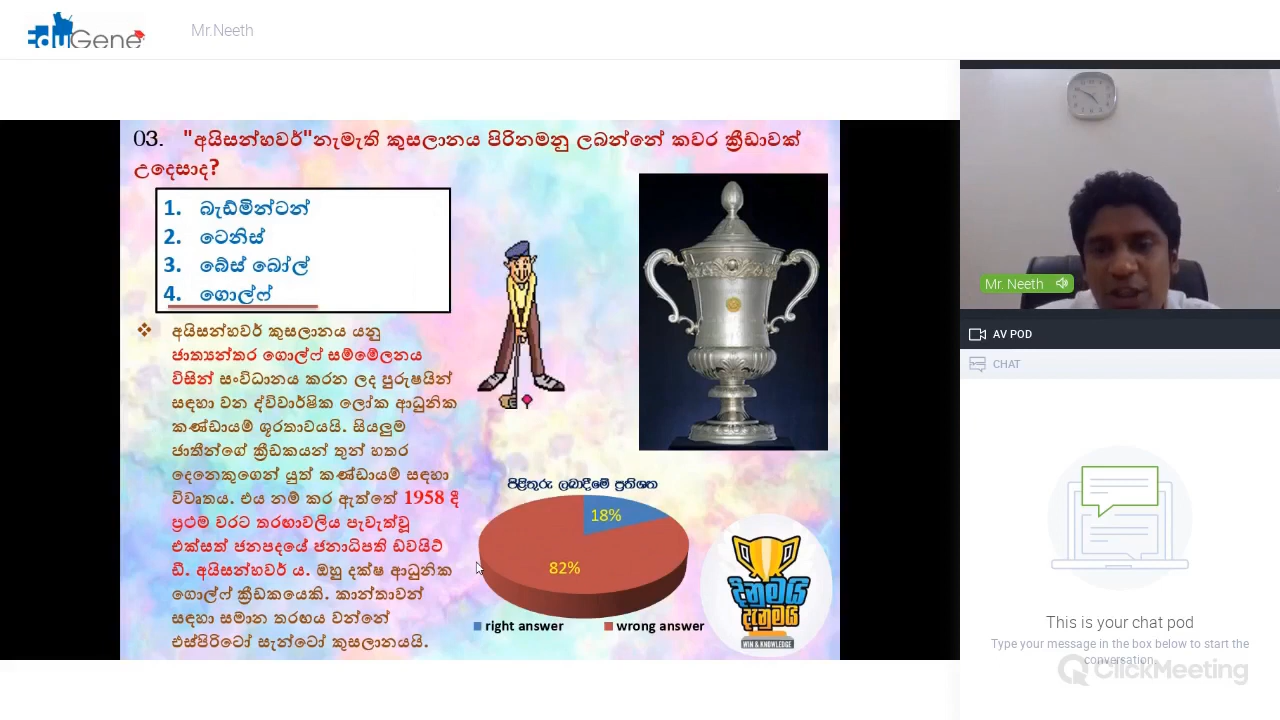 EduGene
Mr.Neeth
03. "අයිසන්හවර්"නැමැති කුසලානය පිරිනමනු ලබන්නේ කවර ක්‍රීඩාවක්
උදෙසාද?
1. බැඩ්මින්ටන්
2. ටෙනිස්
3. බේස් බෝල්
4. ගොල්ෆ්
❖ අයිසන්හවර් කුසලානය යනු
ජාත්‍යන්තර ගොල්ෆ් සම්මේලනය
විසින් සංවිධානය කරන ලද පුරුෂයින්
සඳහා වන ද්විවාර්ෂික ලෝක ආධුනික
කණ්ඩායම් ශූරතාවයයි. සියලුම
ජාතීන්ගේ ක්‍රීඩකයන් තුන් හතර
දෙනෙකුගෙන් යුත් කණ්ඩායම් සඳහා
විවෘතය. එය නම් කර ඇත්තේ 1958 දී
ප්‍රථම වරට තරඟාවලිය පැවැත්වූ
එක්සත් ජනපදයේ ජනාධිපති ඩ්වයිට්
ඩී. අයිසන්හවර් ය. ඔහු දක්ෂ ආධුනික
ගොල්ෆ් ක්‍රීඩකයෙකි. කාන්තාවන්
සඳහා සමාන තරඟය වන්නේ
එස්පිරිටෝ සැන්ටෝ කුසලානයයි.
පිළිතුරු ලබාදීමේ ප්‍රතිශත
18%
82%
right answer
wrong answer
දිනුමයි
දැනුමයි
WIN & KNOWLEDGE
Mr. Neeth
AV POD
CHAT
This is your chat pod
Type your message in the box below to start the
conversation.
ClickMeeting